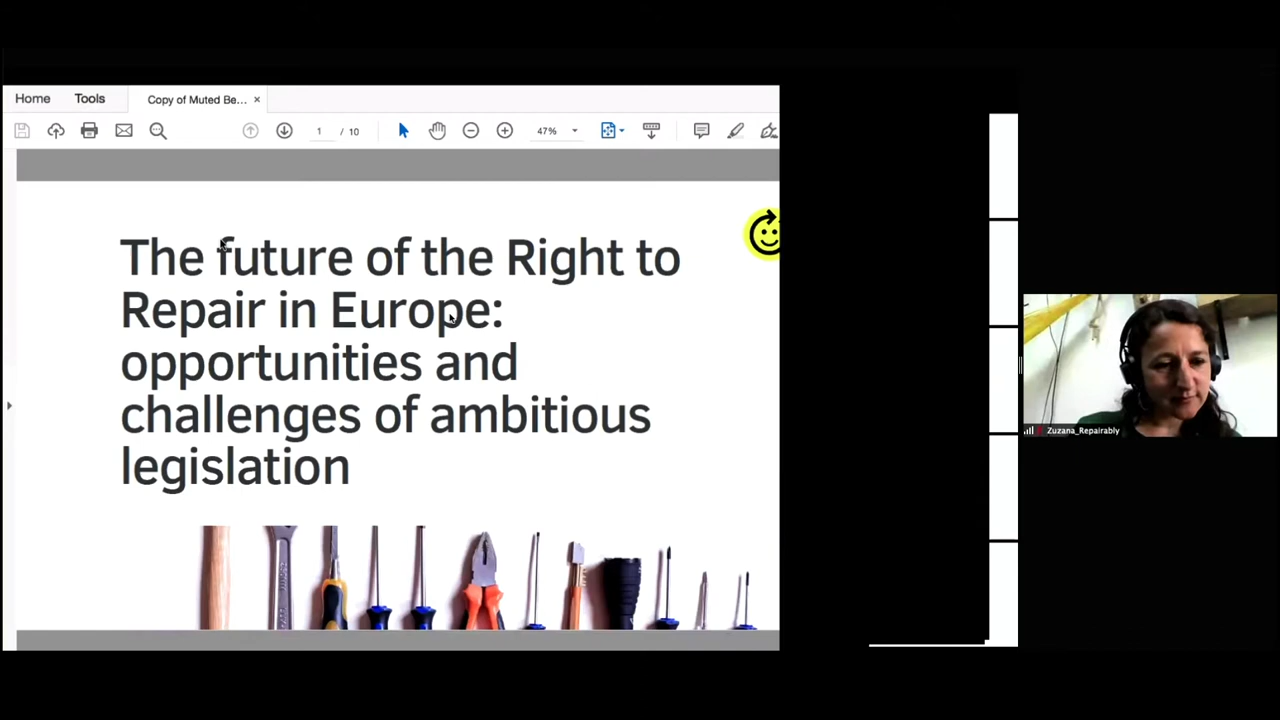 Home Tools Copy of Muted Be... ×
1 / 10 47%
The future of the Right to
Repair in Europe:
opportunities and
challenges of ambitious
legislation
Zuzana_Repairably